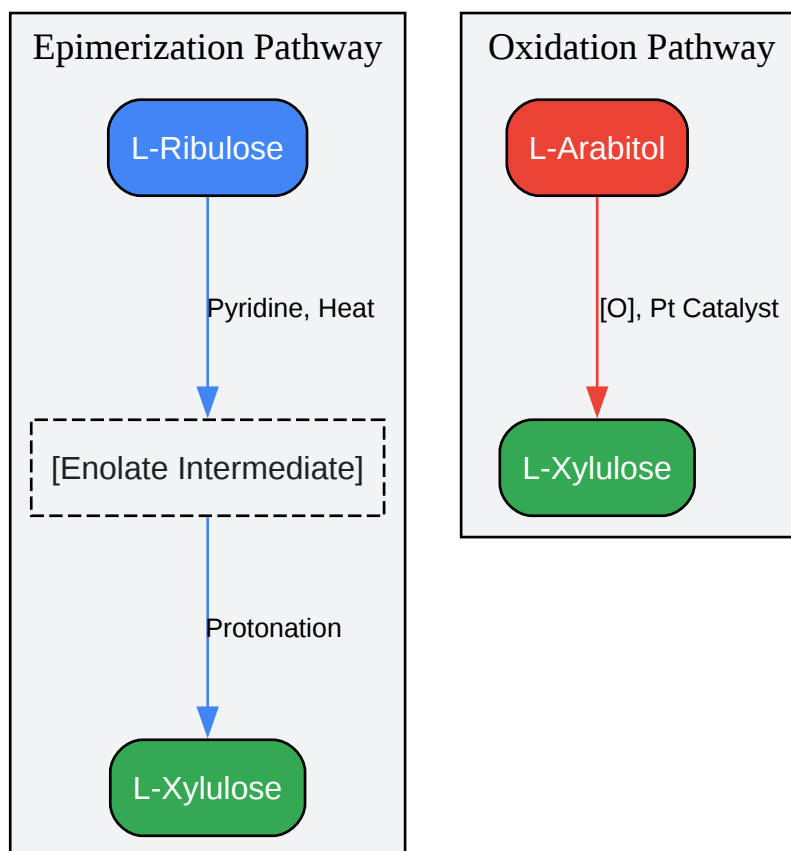 Epimerization Pathway
L-Ribulose
Pyridine, Heat
[Enolate Intermediate]
Protonation
L-Xylulose
Oxidation Pathway
L-Arabitol
[O], Pt Catalyst
L-Xylulose